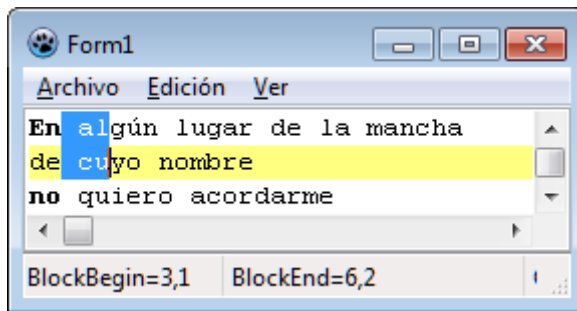 Form1
Archivo Edición Ver
En algún lugar de la mancha
de cuyo nombre
no quiero acordarme
BlockBegin=3,1 BlockEnd=6,2